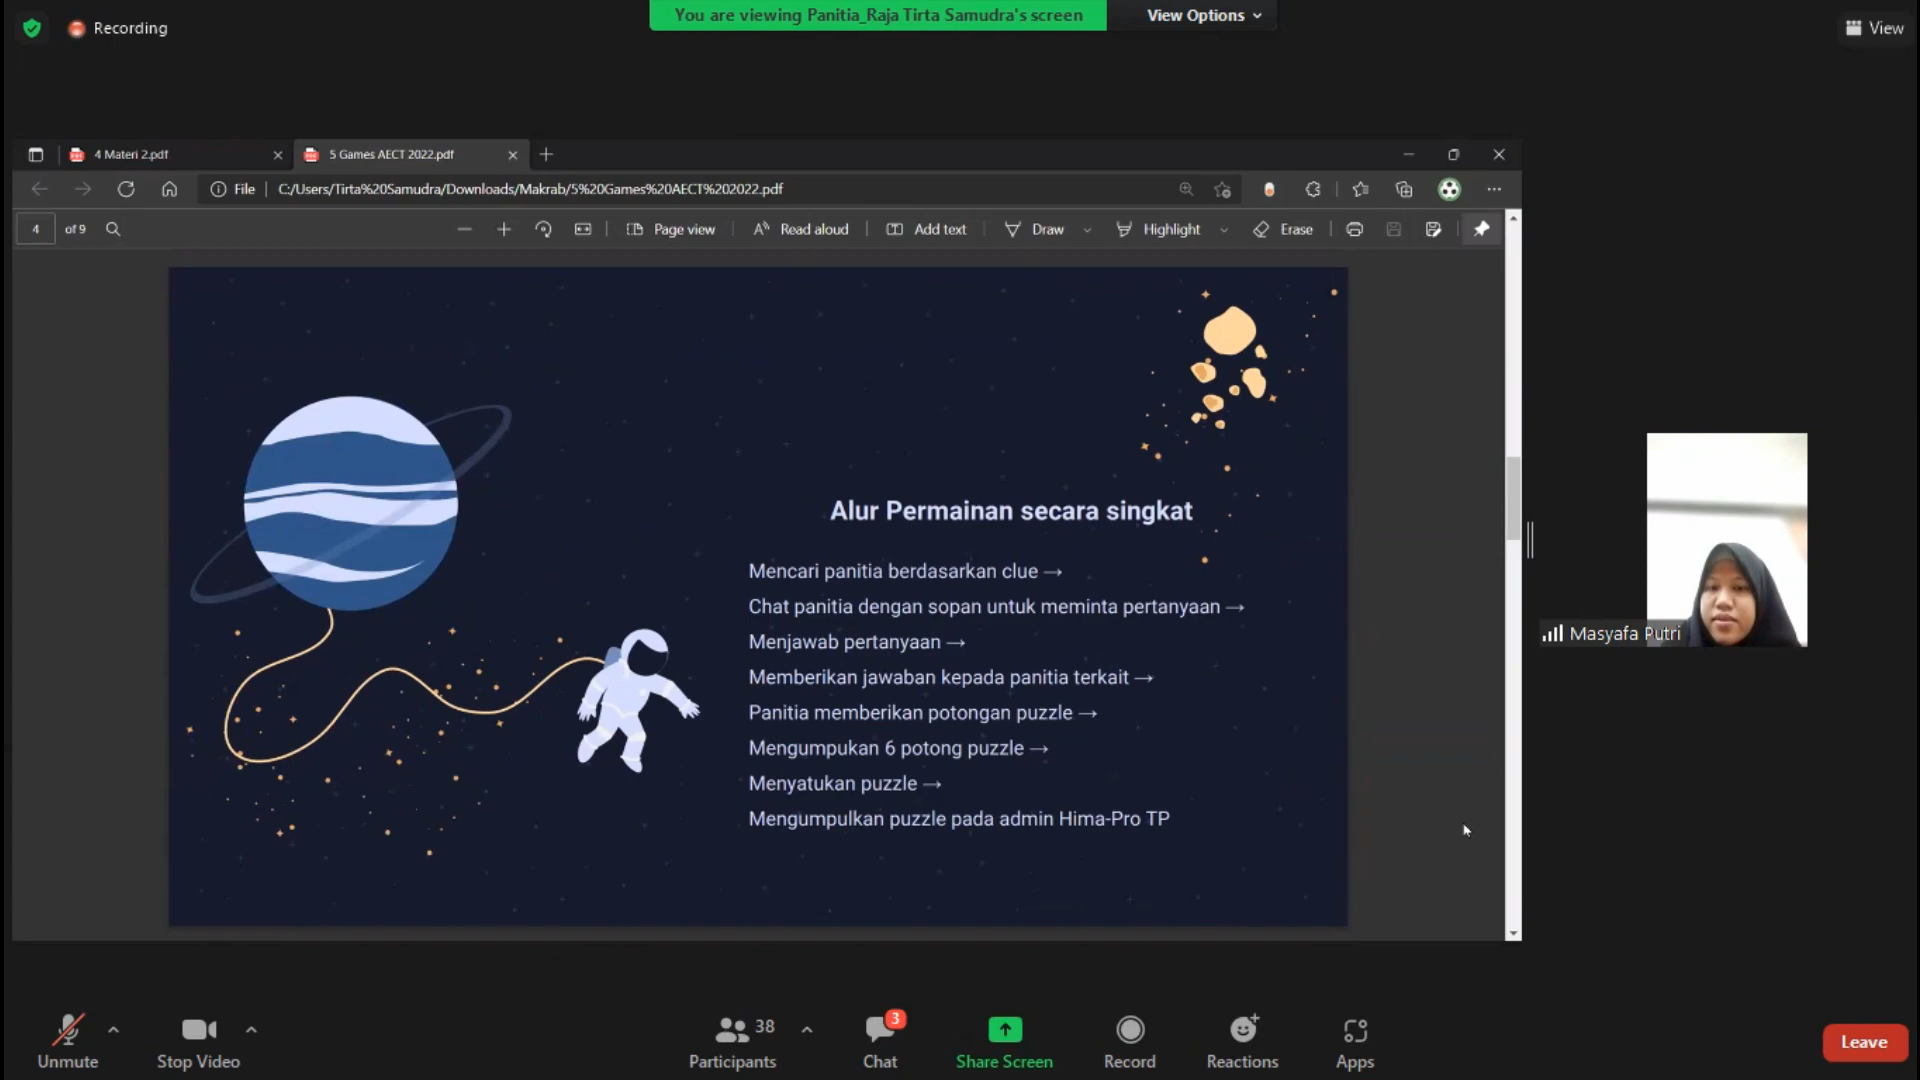 Recording
You are viewing Panitia_Raja Tirta Samudra's screen
View Options
View
4 Materi 2.pdf
5 Games AECT 2022.pdf
File
C:/Users/Tirta%20Samudra/Downloads/Makrab/5%20Games%20AECT%202022.pdf
4
of 9
Page view
Read aloud
Add text
Draw
Highlight
Erase
Alur Permainan secara singkat
Mencari panitia berdasarkan clue →
Chat panitia dengan sopan untuk meminta pertanyaan →
Menjawab pertanyaan →
Memberikan jawaban kepada panitia terkait →
Panitia memberikan potongan puzzle →
Mengumpukan 6 potong puzzle →
Menyatukan puzzle →
Mengumpulkan puzzle pada admin Hima-Pro TP
Masyafa Putri
Unmute
Stop Video
38
Participants
3
Chat
Share Screen
Record
Reactions
Apps
Leave